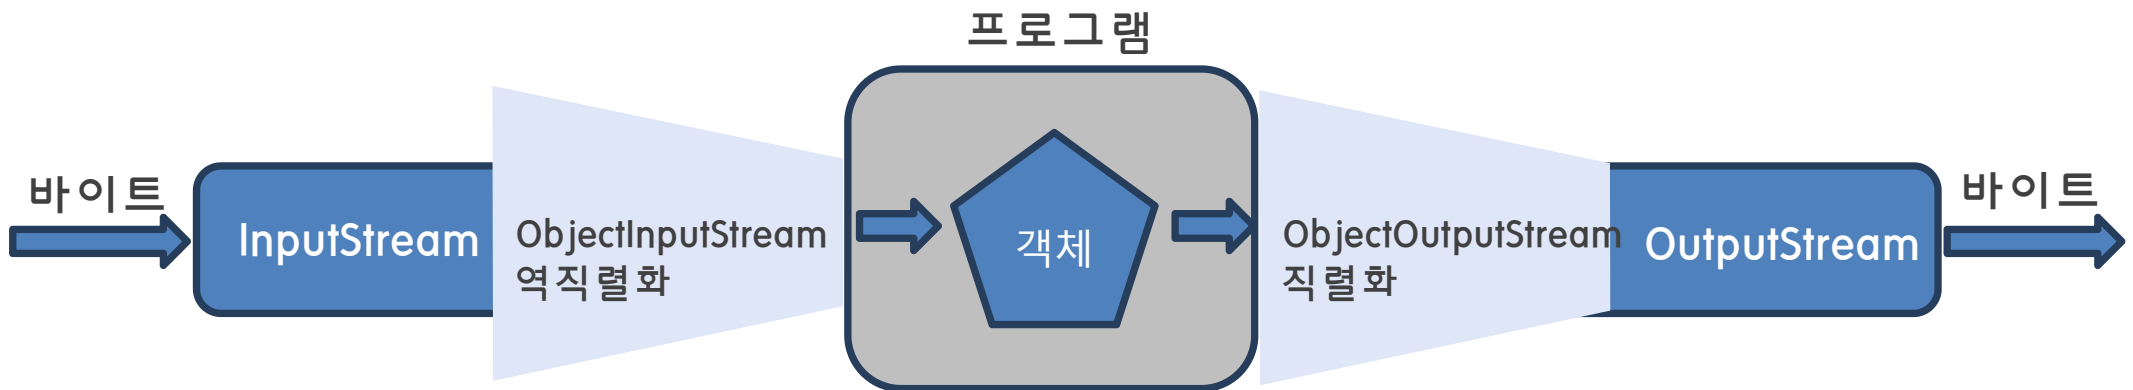 프로그램
바이트
InputStream
ObjectInputStream
역직렬화
객체
ObjectOutputStream
직렬화
OutputStream
바이트